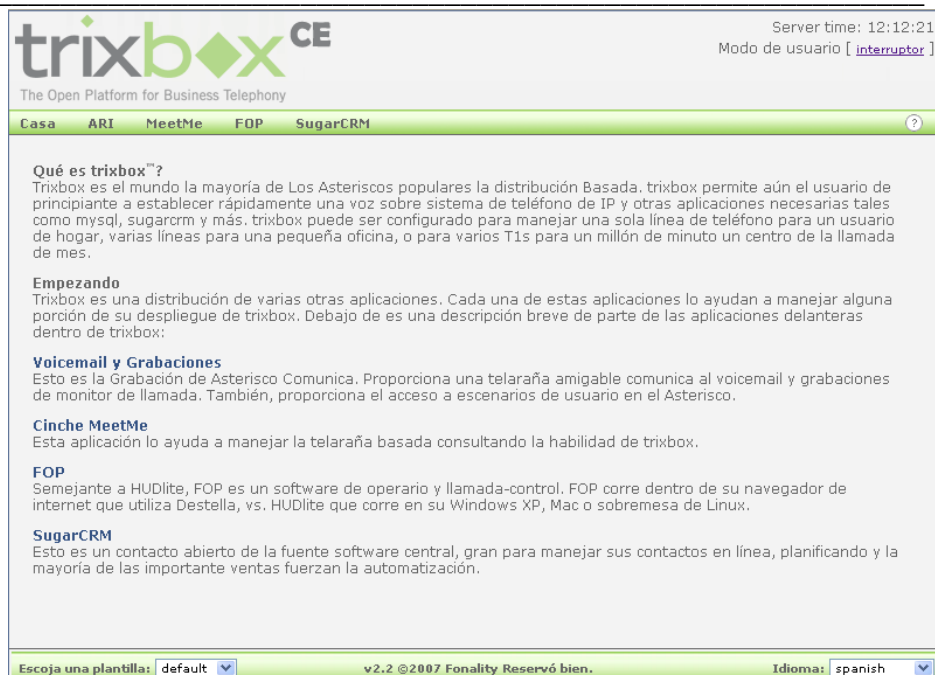 trixbox CE
The Open Platform for Business Telephony
Server time: 12:12:21
Modo de usuario [ interruptor ]
Casa ARI MeetMe FOP SugarCRM ?
Qué es trixbox™?
Trixbox es el mundo la mayoría de Los Asteriscos populares la distribución Basada. trixbox permite aún el usuario de
principiante a establecer rápidamente una voz sobre sistema de teléfono de IP y otras aplicaciones necesarias tales
como mysql, sugarcrm y más. trixbox puede ser configurado para manejar una sola línea de teléfono para un usuario
de hogar, varias líneas para una pequeña oficina, o para varios T1s para un millón de minuto un centro de la llamada
de mes.
Empezando
Trixbox es una distribución de varias otras aplicaciones. Cada una de estas aplicaciones lo ayudan a manejar alguna
porción de su despliegue de trixbox. Debajo de es una descripción breve de parte de las aplicaciones delanteras
dentro de trixbox:
Voicemail y Grabaciones
Esto es la Grabación de Asterisco Comunica. Proporciona una telaraña amigable comunica al voicemail y grabaciones
de monitor de llamada. También, proporciona el acceso a escenarios de usuario en el Asterisco.
Cinche MeetMe
Esta aplicación lo ayuda a manejar la telaraña basada consultando la habilidad de trixbox.
FOP
Semejante a HUDlite, FOP es un software de operario y llamada-control. FOP corre dentro de su navegador de
internet que utiliza Destella, vs. HUDlite que corre en su Windows XP, Mac o sobremesa de Linux.
SugarCRM
Esto es un contacto abierto de la fuente software central, gran para manejar sus contactos en línea, planificando y la
mayoría de las importante ventas fuerzan la automatización.
Escoja una plantilla: default v2.2 ©2007 Fonality Reservó bien. Idioma: spanish